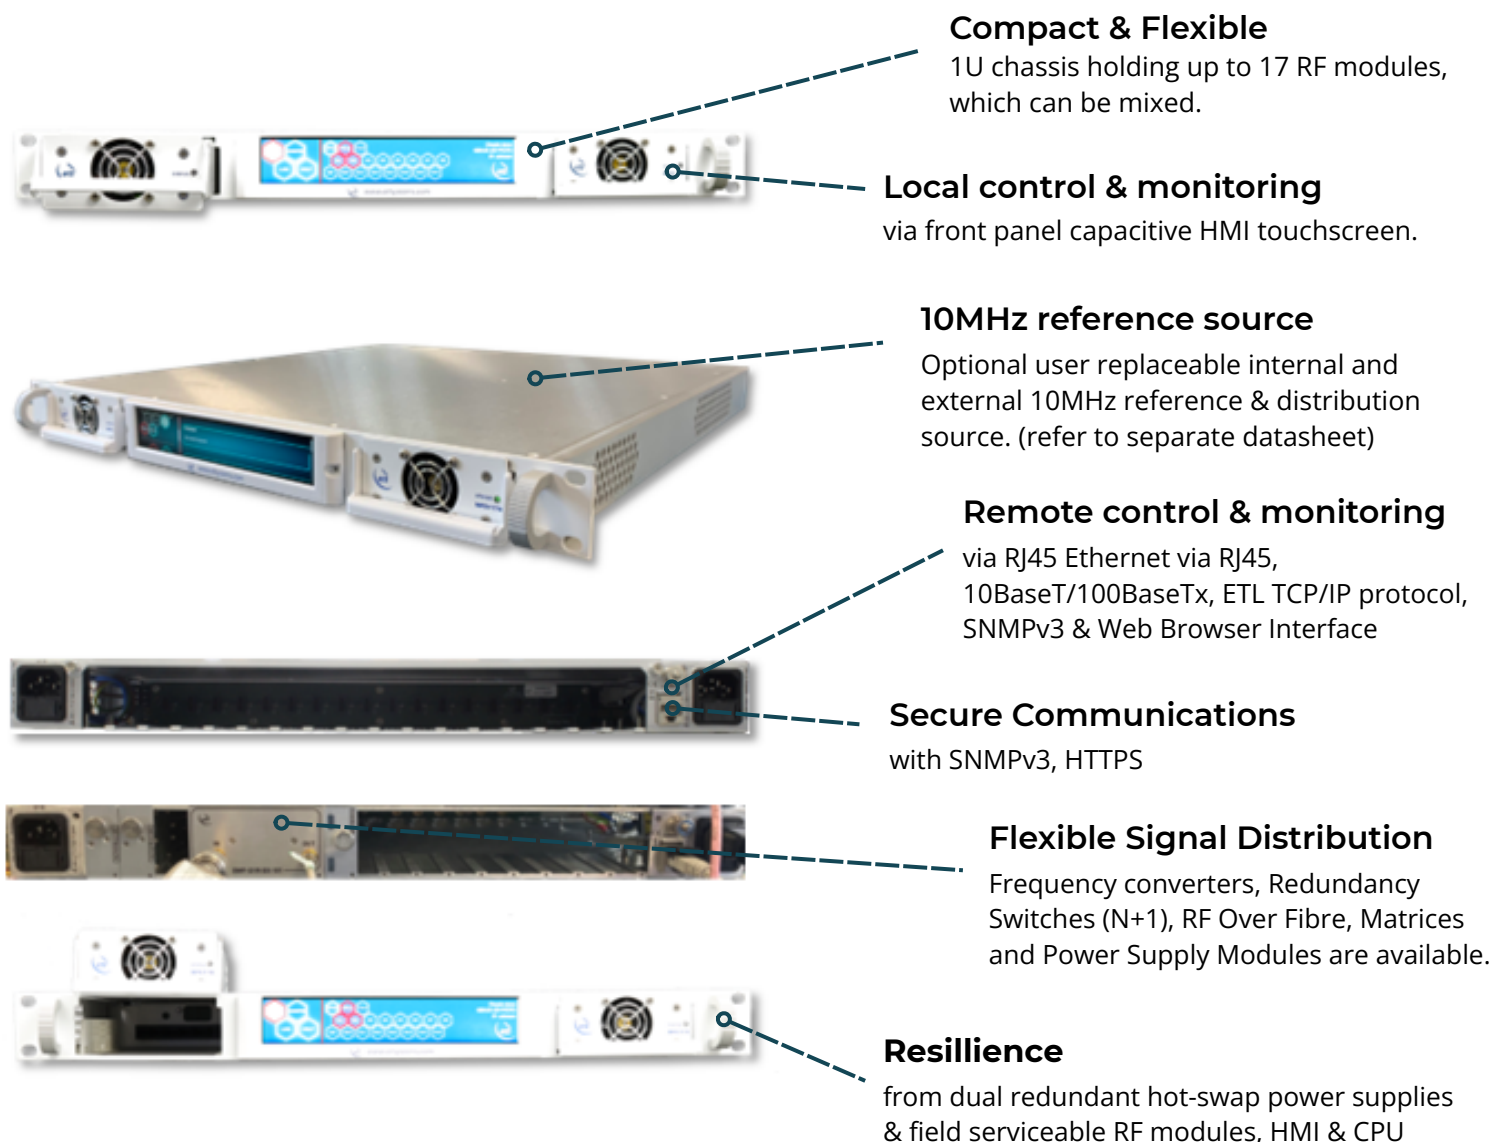 Compact & Flexible
1U chassis holding up to 17 RF modules,
which can be mixed.
Local control & monitoring
via front panel capacitive HMI touchscreen.
10MHz reference source
Optional user replaceable internal and
external 10MHz reference & distribution
source. (refer to separate datasheet)
Remote control & monitoring
via RJ45 Ethernet via RJ45,
10BaseT/100BaseTx, ETL TCP/IP protocol,
SNMPv3 & Web Browser Interface
Secure Communications
with SNMPv3, HTTPS
Flexible Signal Distribution
Frequency converters, Redundancy
Switches (N+1), RF Over Fibre, Matrices
and Power Supply Modules are available.
Resillience
from dual redundant hot-swap power supplies
& field serviceable RF modules, HMI & CPU